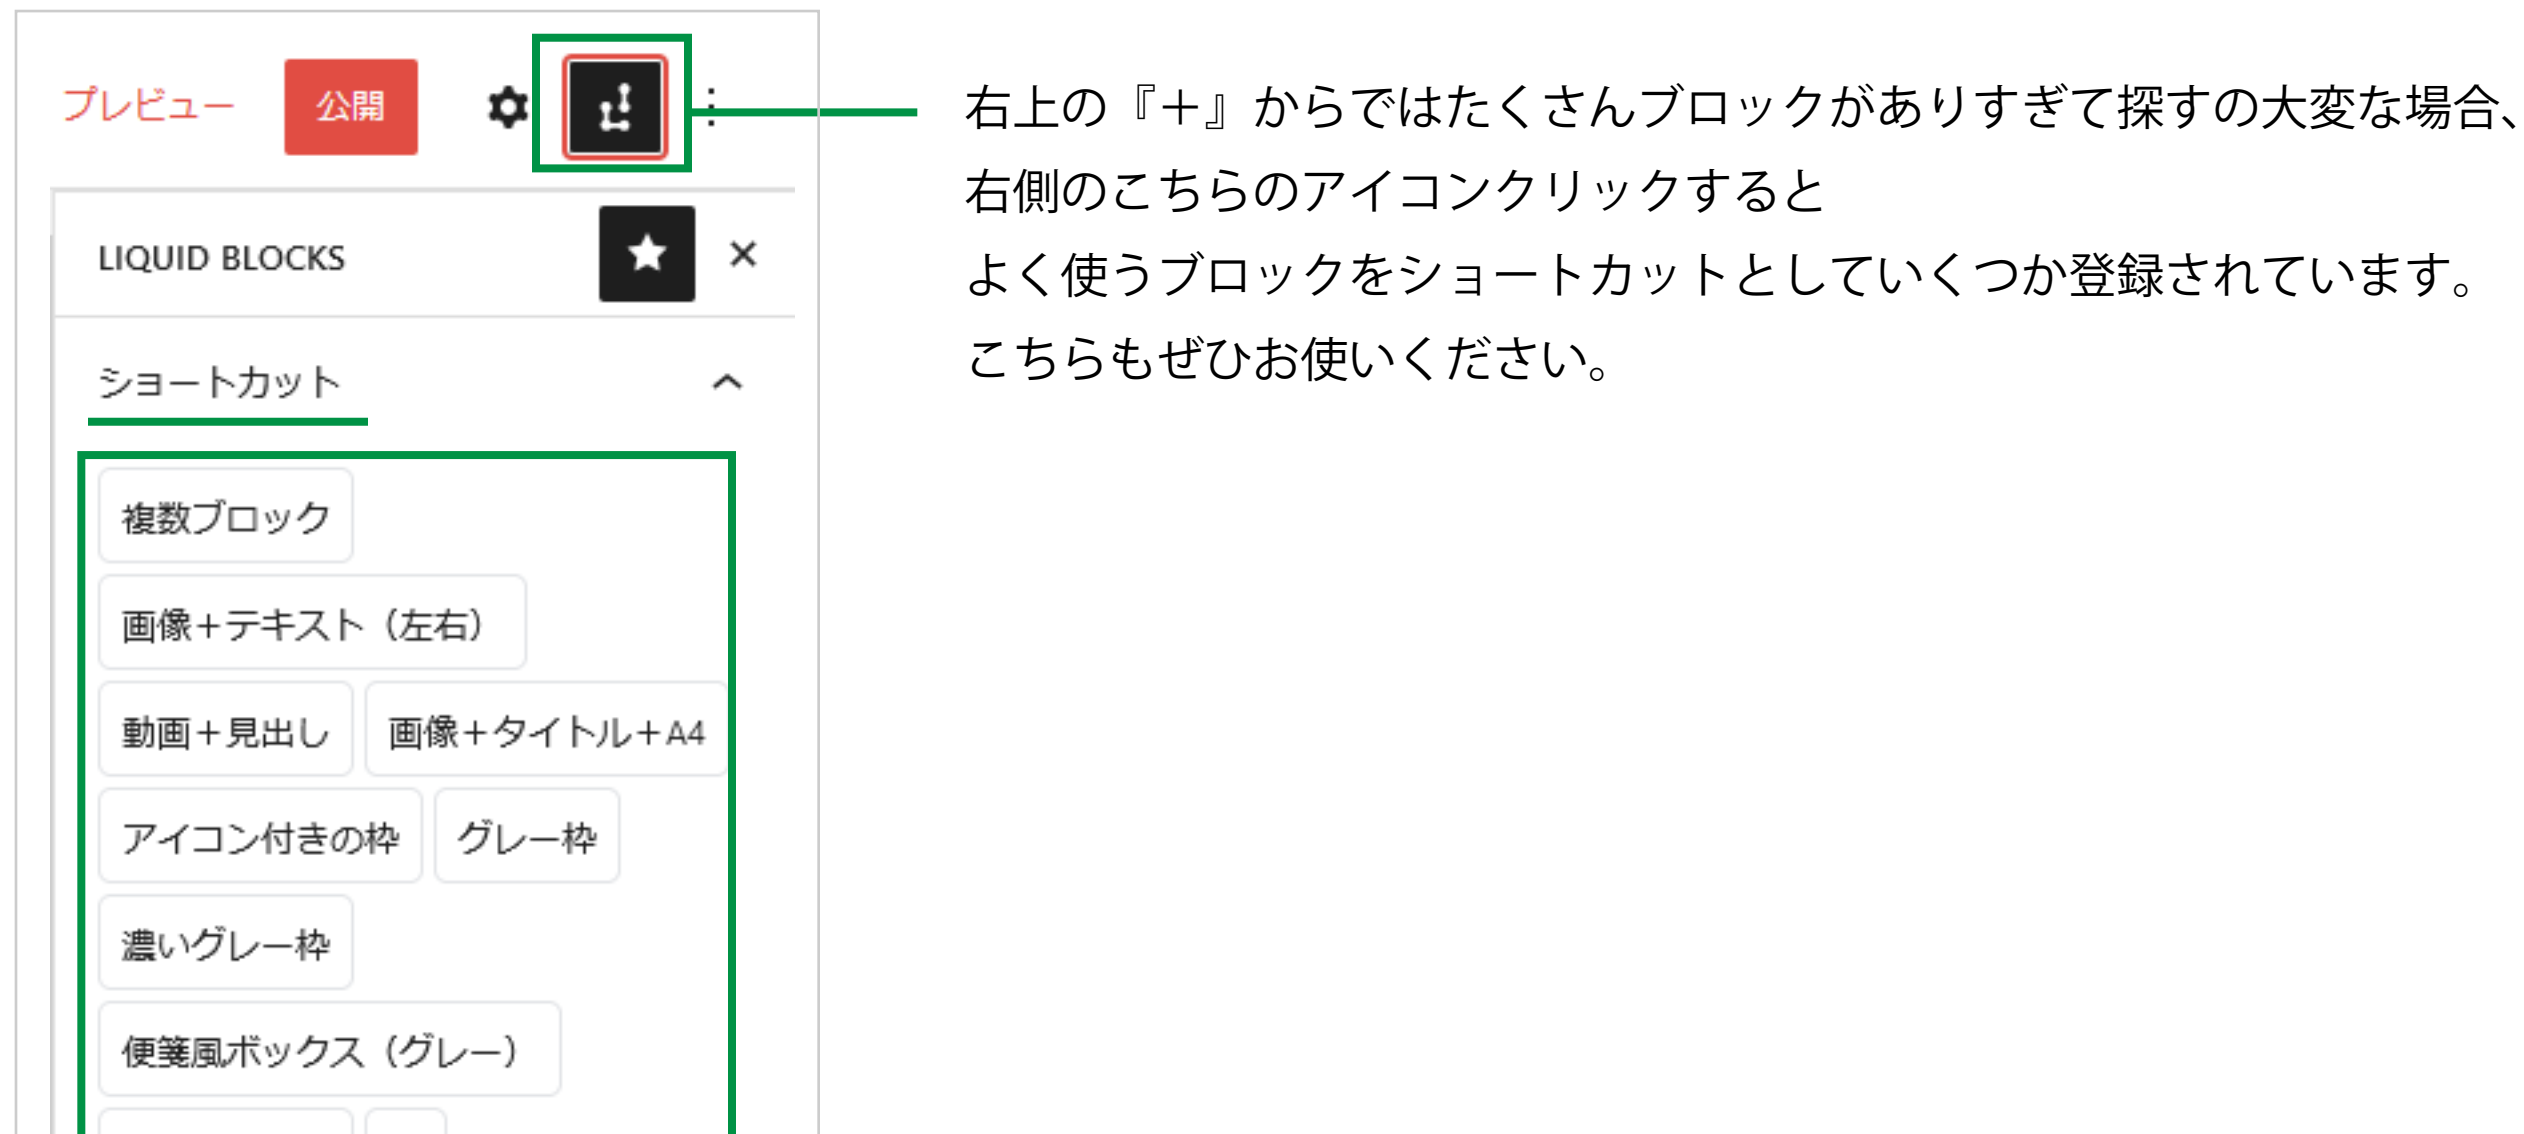 プレビュー 公開
LIQUID BLOCKS
ショートカット
複数ブロック
画像＋テキスト（左右）
動画＋見出し 画像＋タイトル＋A4
アイコン付きの枠 グレー枠
濃いグレー枠
便箋風ボックス（グレー）
右上の『＋』からではたくさんブロックがありすぎて探すの大変な場合、
右側のこちらのアイコンクリックすると
よく使うブロックをショートカットとしていくつか登録されています。
こちらもぜひお使いください。